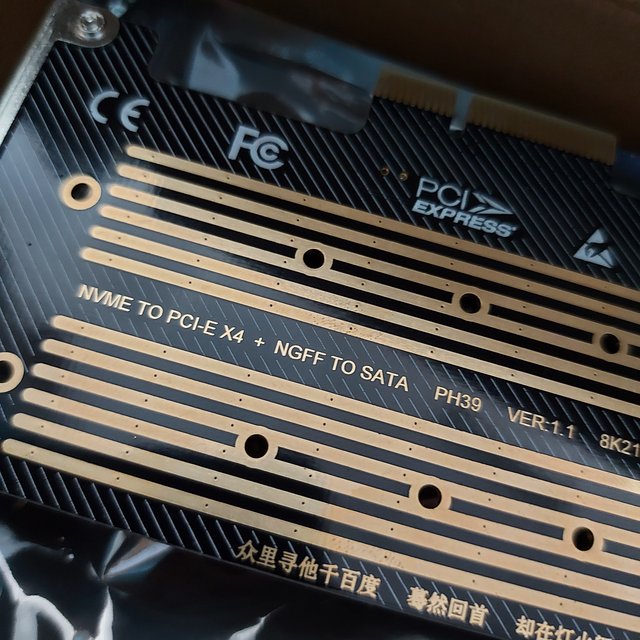 CE
FC
PCI
EXPRESS
NVME TO PCI-E X4 + NGFF TO SATA PH39 VER:1.1 8K21
众里寻他千百度 蓦然回首 却在